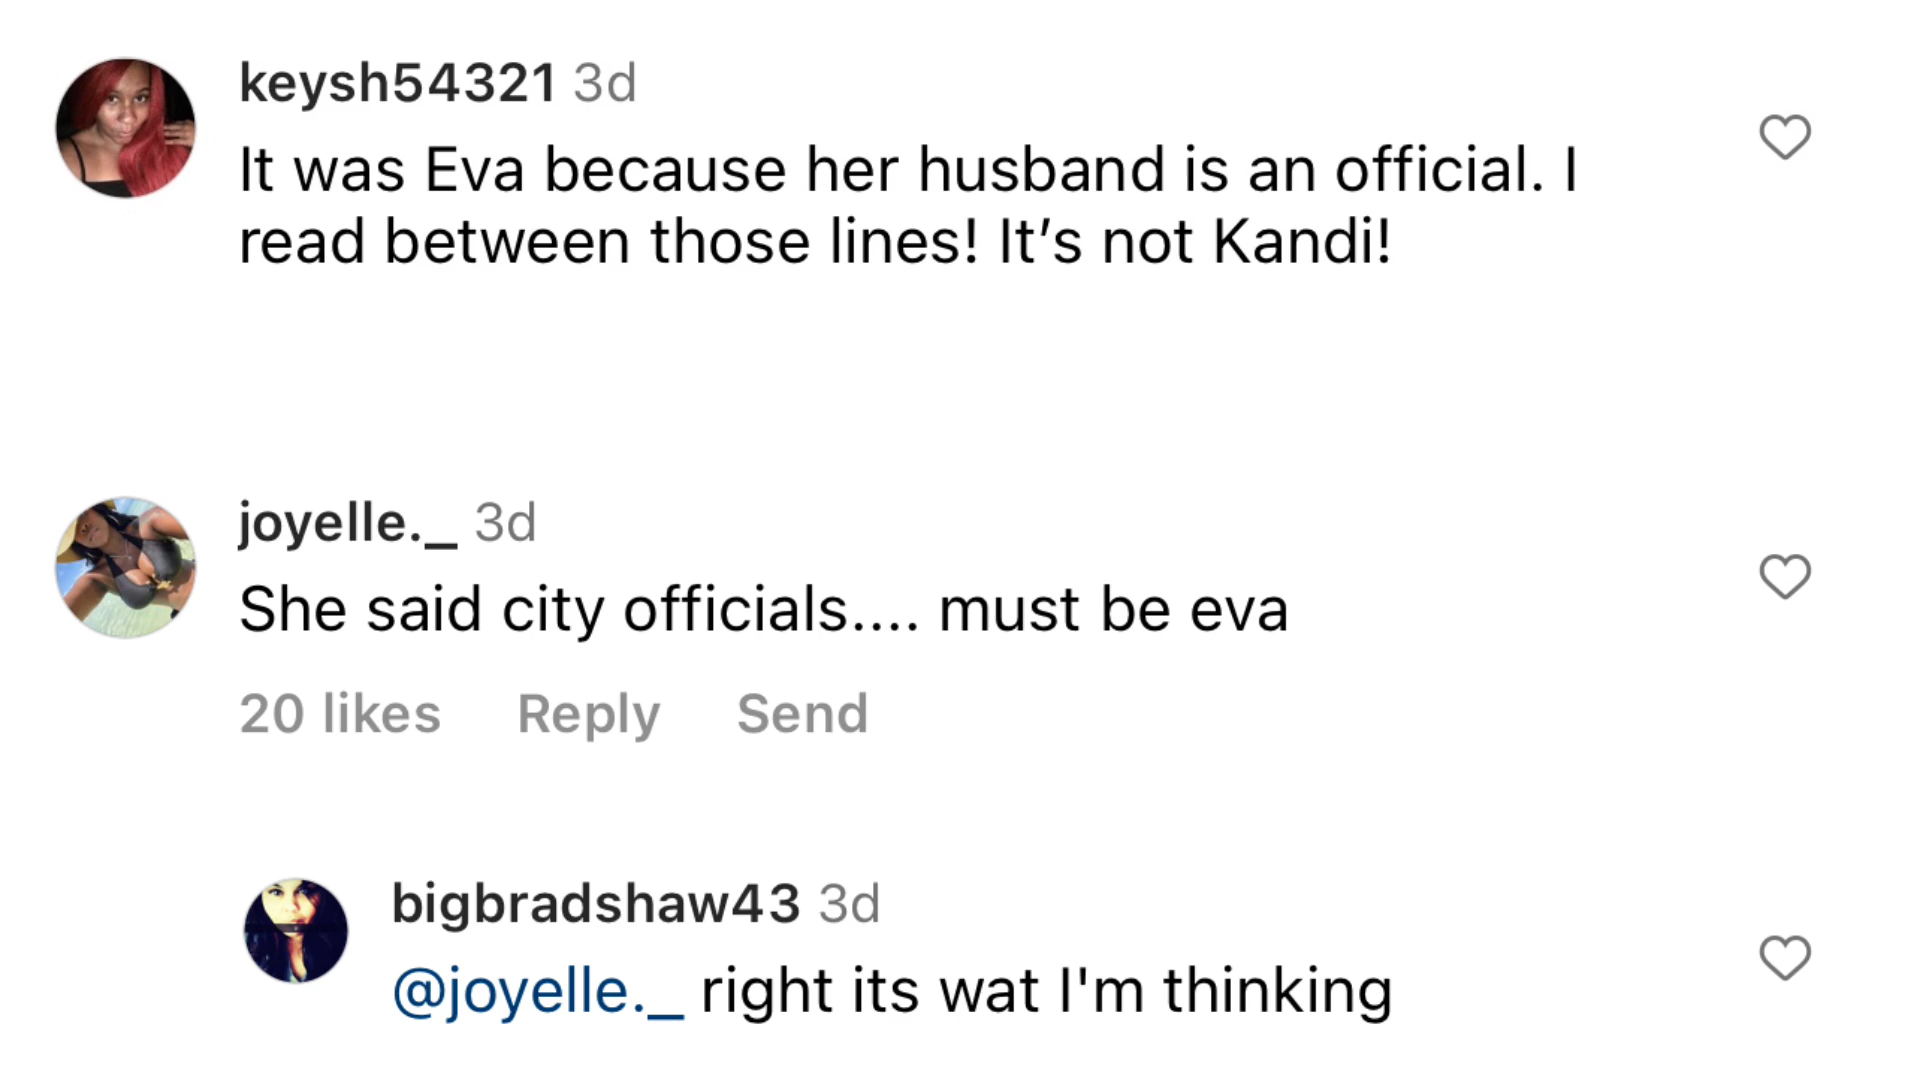 keysh54321 3d
It was Eva because her husband is an official. I
read between those lines! It’s not Kandi!
joyelle._ 3d
She said city officials.... must be eva
20 likes Reply Send
bigbradshaw43 3d
@joyelle._ right its wat I'm thinking